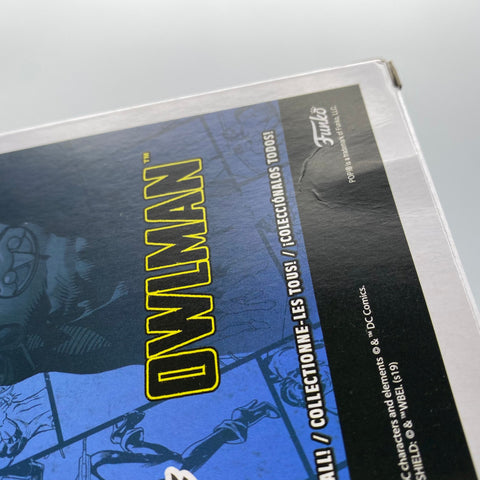 OWLMAN™
ALL! / COLLECTIONNE-LES TOUS! / ¡COLECCIÓNALOS TODOS!
Funko
POP!® is a trademark of Funko, LLC.
characters and elements © & ™ DC Comics.
SHIELD: © & ™ WBEI. (s19)